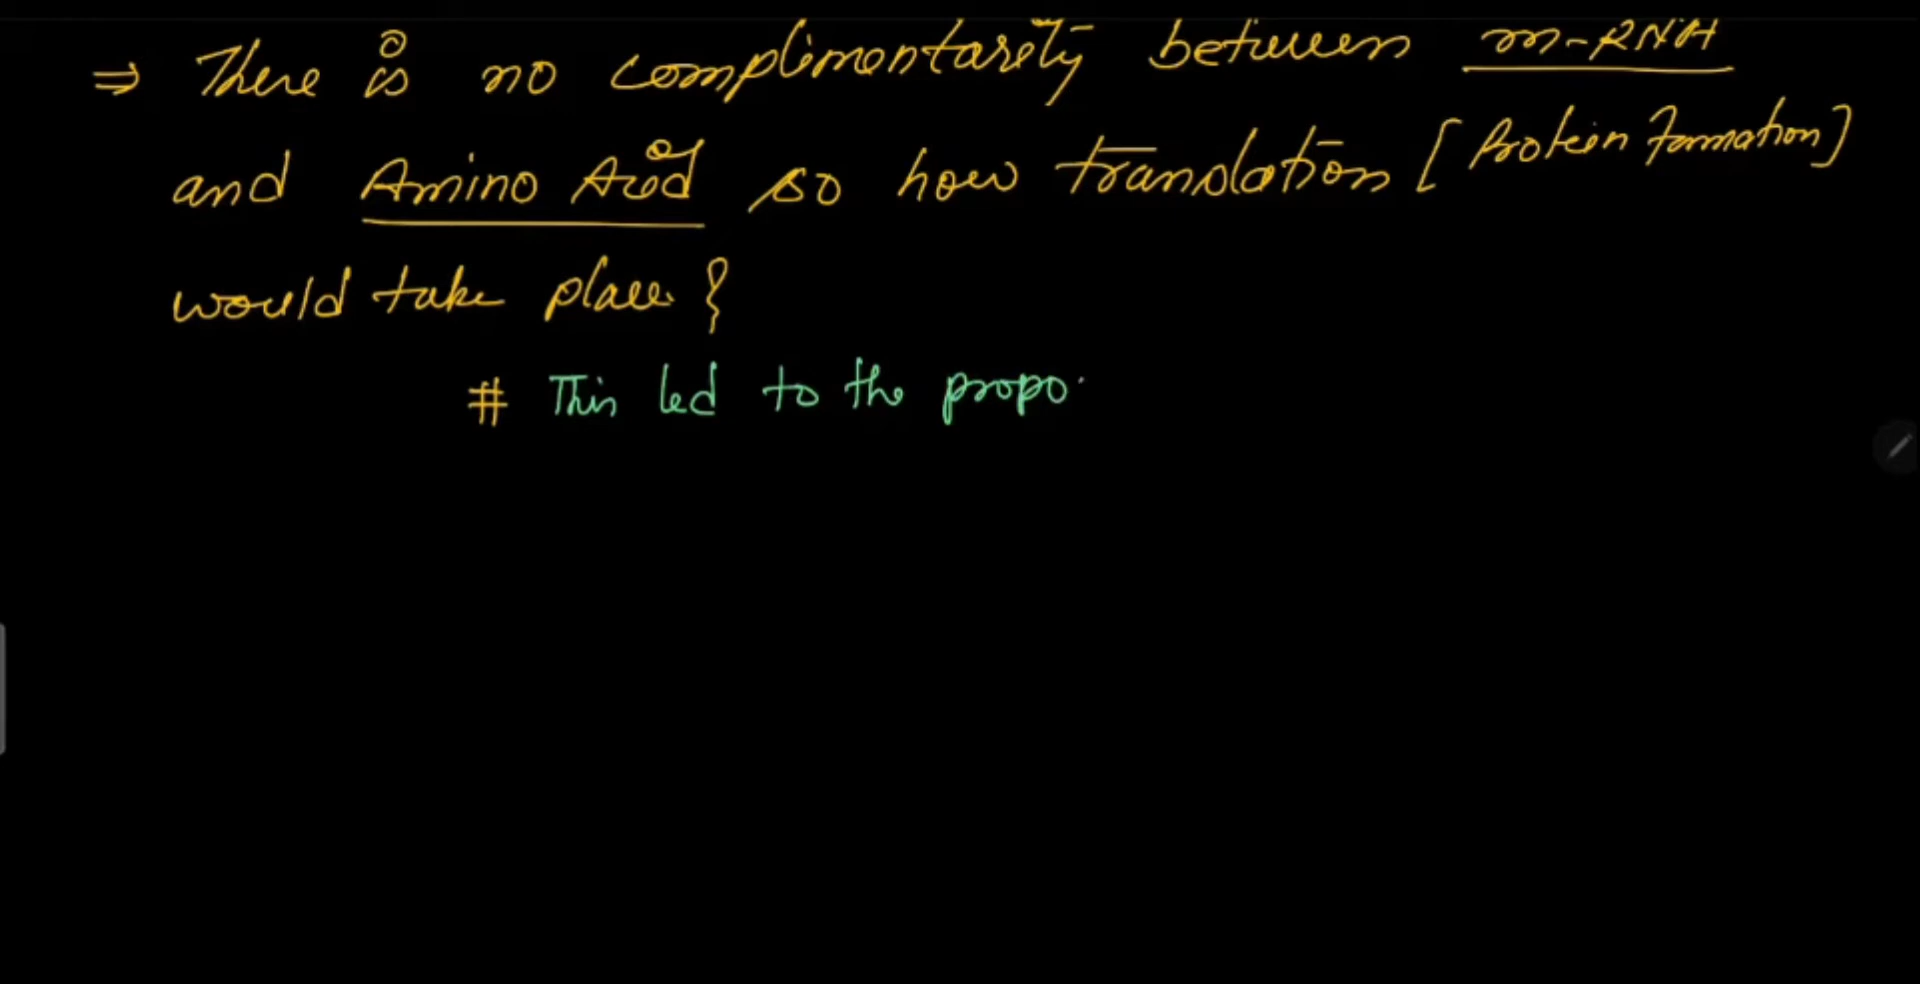 ⇒ There is no complimentarity between m-RNA
and Amino Acid so how translation [Protein Formation]
would take place ?
# This led to the propo